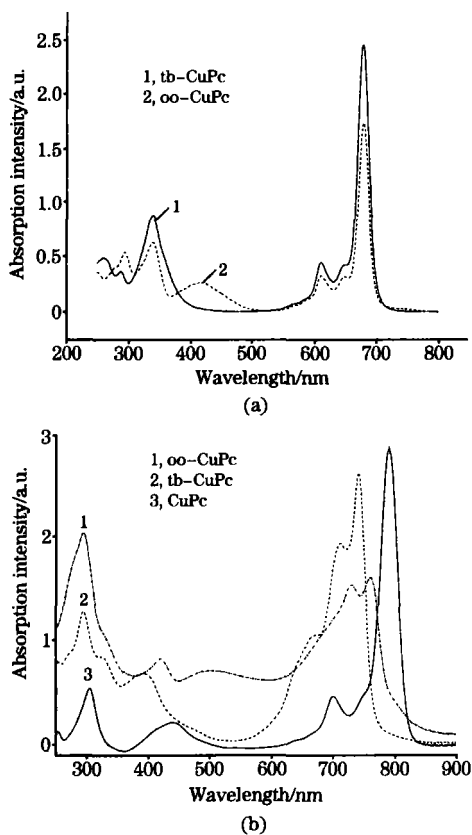 Absorption intensity/a.u.
2.5
2.0
1.5
1.0
0.5
0
1, tb-CuPc
2, oo-CuPc
1
2
200 300 400 500 600 700 800
Wavelength/nm
(a)
Absorption intensity/a.u.
3
2
1
0
1, oo-CuPc
2, tb-CuPc
3, CuPc
1
2
3
300 400 500 600 700 800 900
Wavelength/nm
(b)